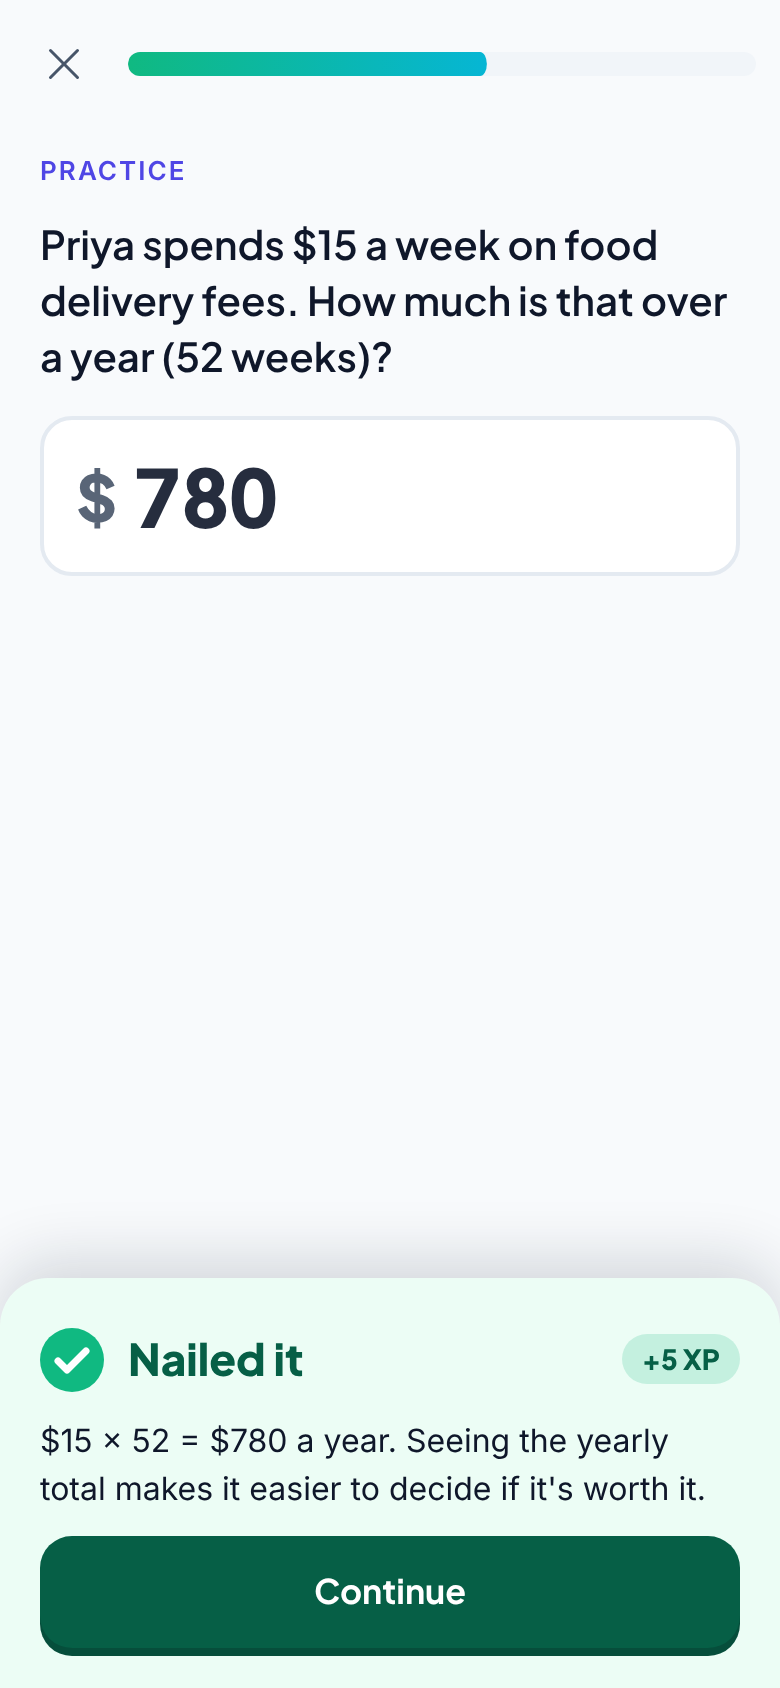 PRACTICE
Priya spends $15 a week on food
delivery fees. How much is that over
a year (52 weeks)?
$ 780
Nailed it
+5 XP
$15 × 52 = $780 a year. Seeing the yearly
total makes it easier to decide if it's worth it.
Continue